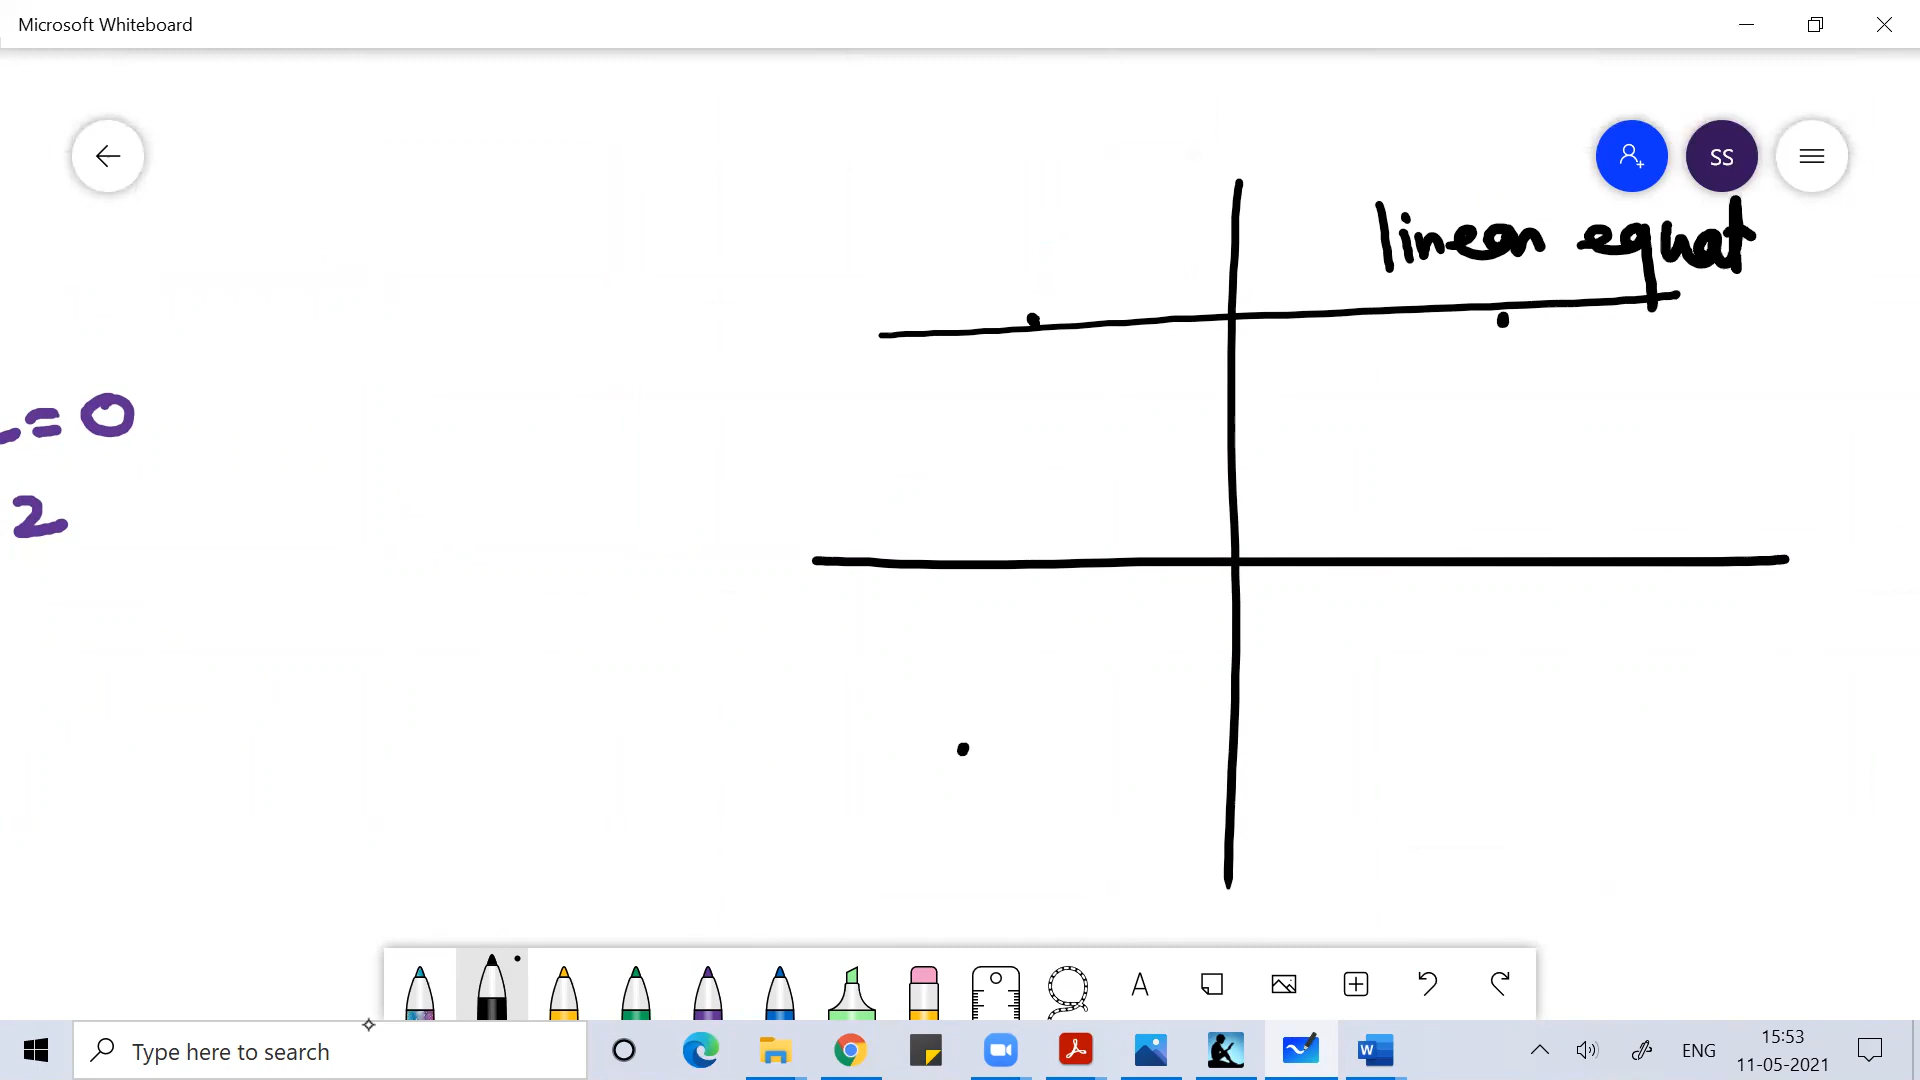 Microsoft Whiteboard
SS
linear equat
= 0
2
Type here to search
ENG
15:53
11-05-2021